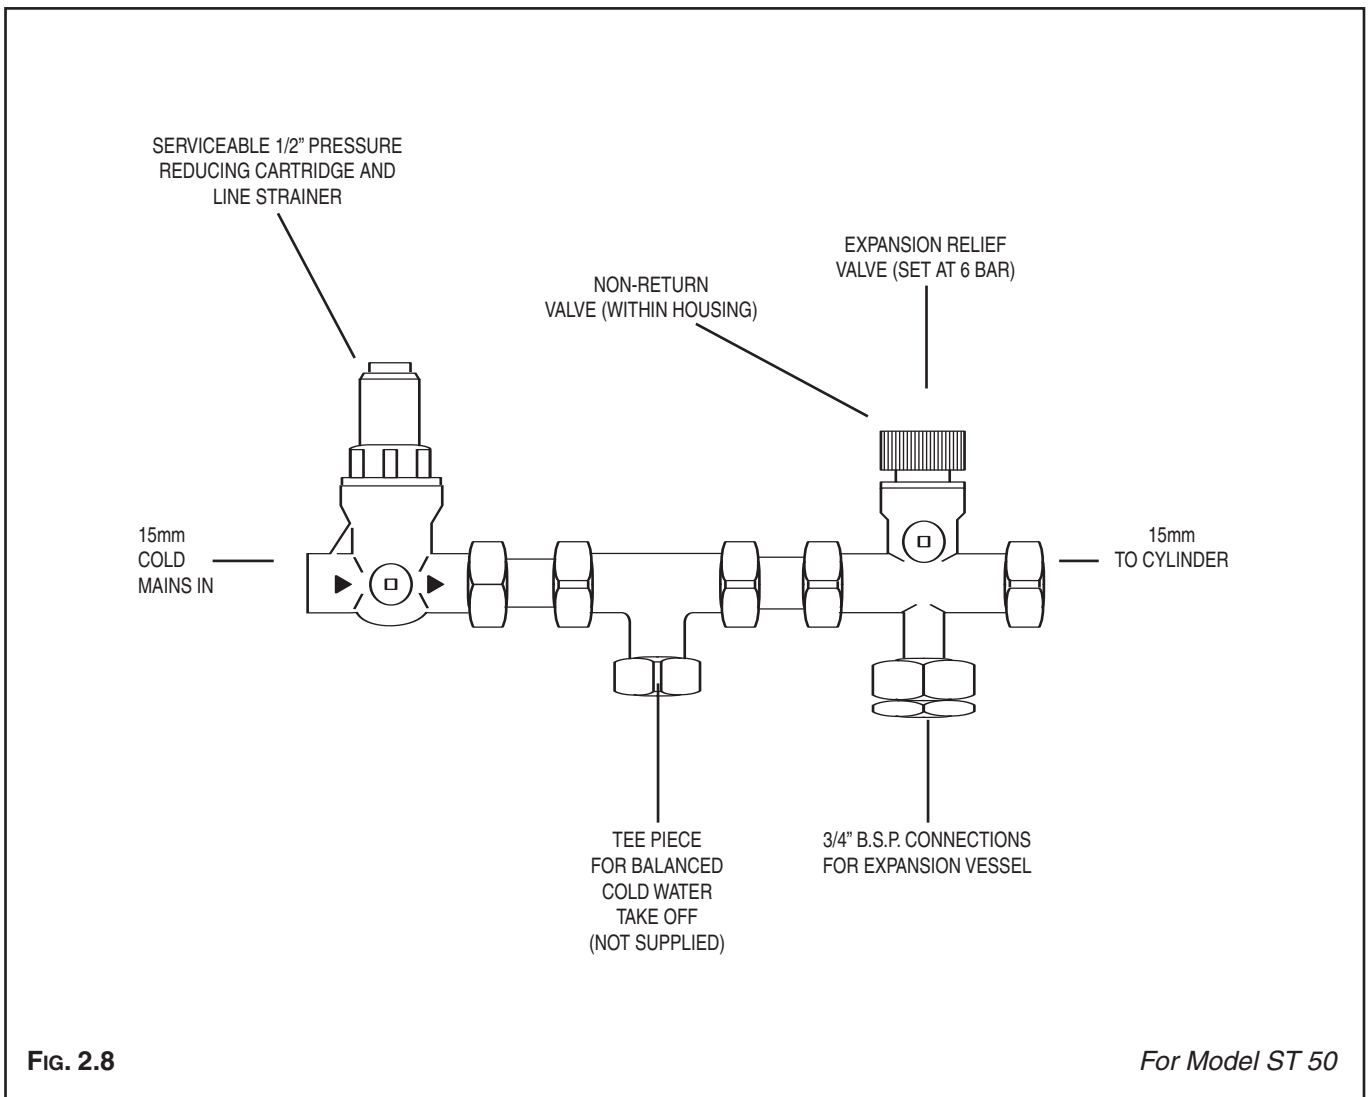 SERVICEABLE 1/2” PRESSURE
REDUCING CARTRIDGE AND
LINE STRAINER
EXPANSION RELIEF
VALVE (SET AT 6 BAR)
NON-RETURN
VALVE (WITHIN HOUSING)
15mm
COLD
MAINS IN
15mm
TO CYLINDER
TEE PIECE
FOR BALANCED
COLD WATER
TAKE OFF
(NOT SUPPLIED)
3/4” B.S.P. CONNECTIONS
FOR EXPANSION VESSEL
FIG. 2.8
For Model ST 50